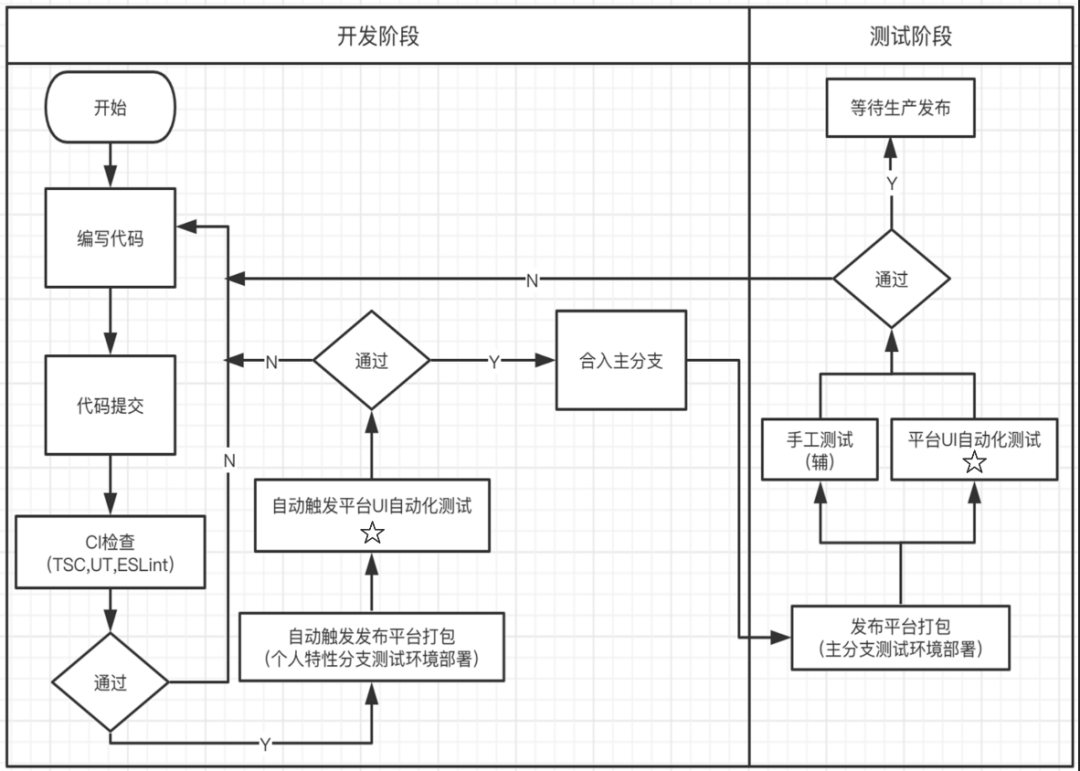 开发阶段
测试阶段
开始
编写代码
代码提交
CI检查
(TSC,UT,ESLint)
通过
N
Y
自动触发发布平台打包
(个人特性分支测试环境部署)
自动触发平台UI自动化测试
通过
N
Y
合入主分支
发布平台打包
(主分支测试环境部署)
手工测试
(辅)
平台UI自动化测试
通过
N
Y
等待生产发布